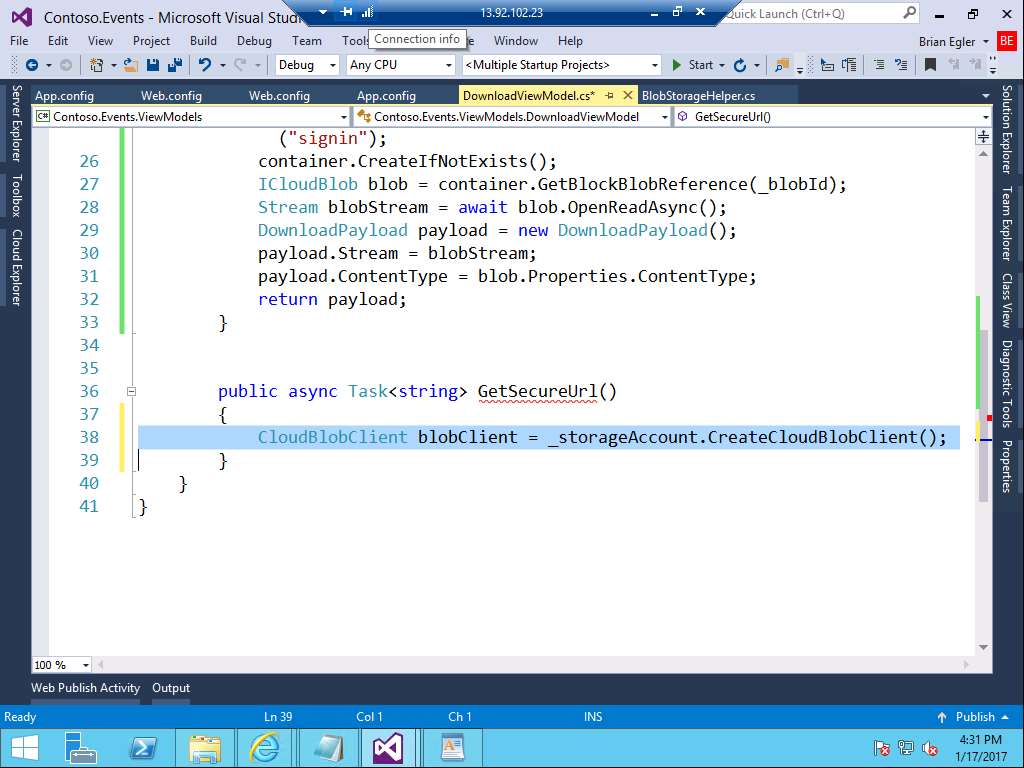 Contoso.Events - Microsoft Visual Stud
13.92.102.23
Quick Launch (Ctrl+Q)
File Edit View Project Build Debug Team Tools Window Help
Connection info
Brian Egler
BE
Debug Any CPU <Multiple Startup Projects> Start
Server Explorer
Toolbox
Cloud Explorer
App.config Web.config Web.config App.config DownloadViewModel.cs* BlobStorageHelper.cs
C# Contoso.Events.ViewModels Contoso.Events.ViewModels.DownloadViewModel GetSecureUrl()
("signin");
26 container.CreateIfNotExists();
27 ICloudBlob blob = container.GetBlockBlobReference(_blobId);
28 Stream blobStream = await blob.OpenReadAsync();
29 DownloadPayload payload = new DownloadPayload();
30 payload.Stream = blobStream;
31 payload.ContentType = blob.Properties.ContentType;
32 return payload;
33 }
34
35
36 public async Task<string> GetSecureUrl()
37 {
38 CloudBlobClient blobClient = _storageAccount.CreateCloudBlobClient();
39 }
40 }
41 }
Solution Explorer
Team Explorer
Class View
Diagnostic Tools
Properties
100 %
Web Publish Activity Output
Ready Ln 39 Col 1 Ch 1 INS Publish
4:31 PM
1/17/2017